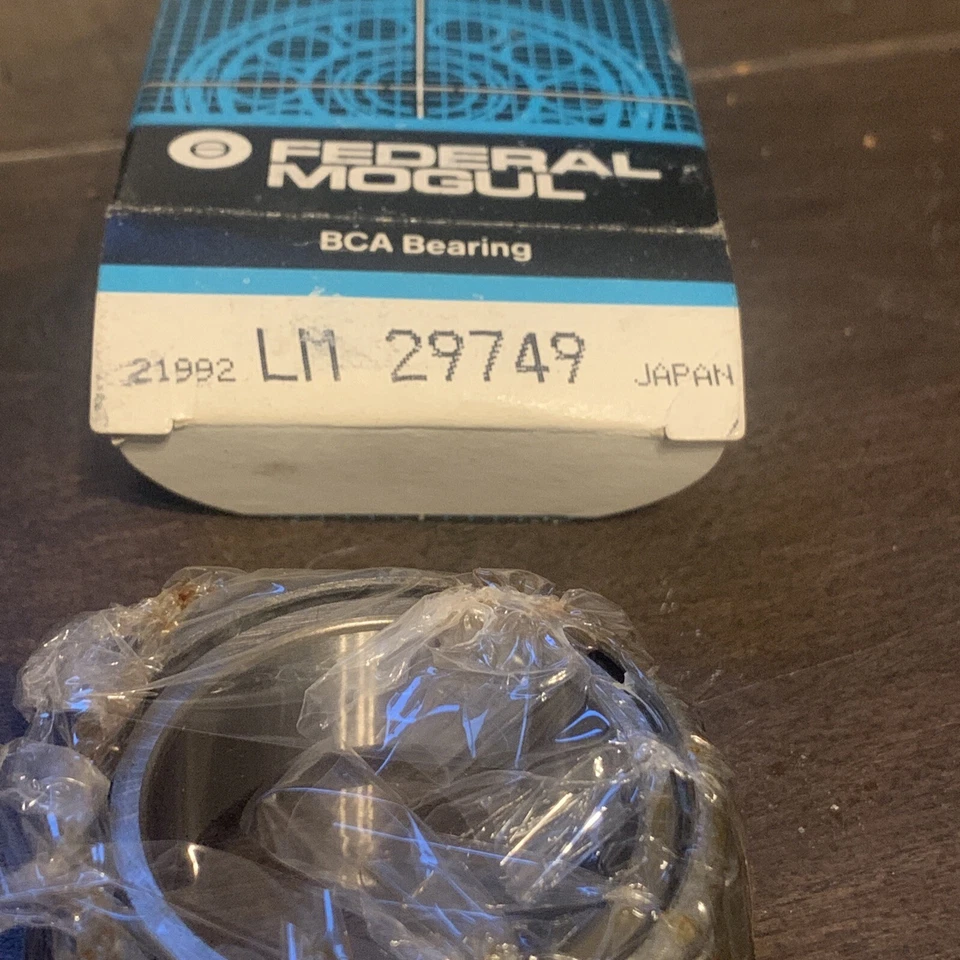 FEDERAL
MOGUL
BCA Bearing
21992 LM 29749 JAPAN